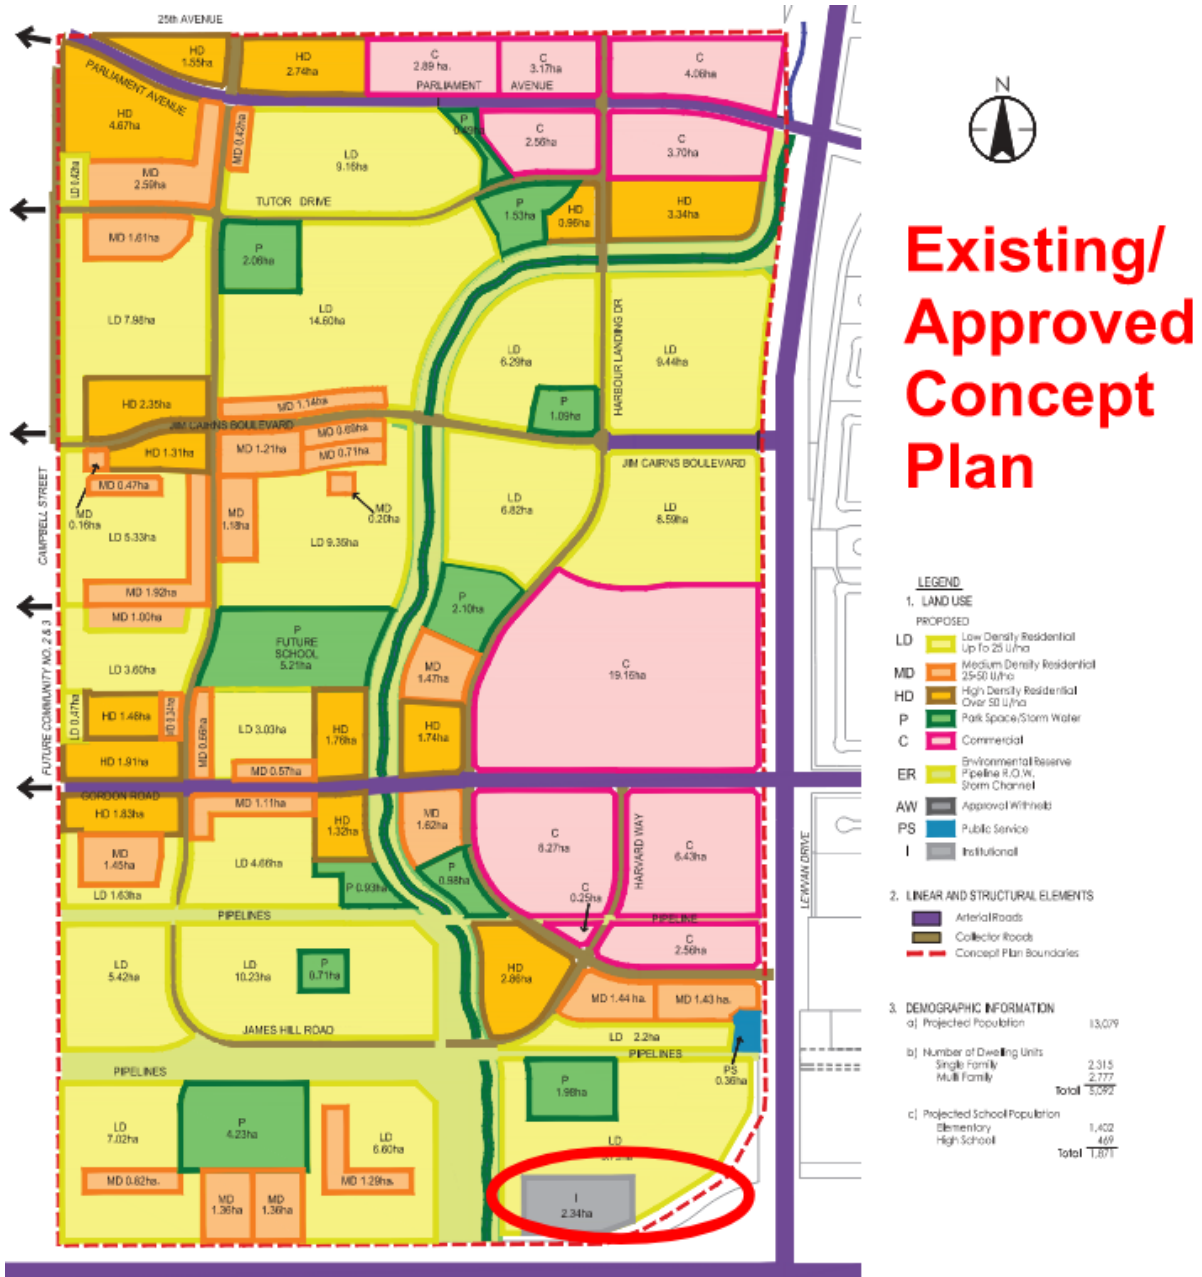 25th AVENUE
HD
1.55ha
HD
2.74ha
C
2.89 ha.
C
3.17ha
C
4.06ha
PARLIAMENT AVENUE
PARLIAMENT AVENUE
HD
4.67ha
MD 0.42ha
LD
9.16ha
P
0.49ha
C
2.56ha
C
3.70ha
LD 0.42ha
MD
2.59ha
TUTOR DRIVE
P
1.53ha
HD
0.96ha
HD
3.34ha
MD 1.61ha
P
2.06ha
LD 7.98ha
LD
14.60ha
LD
6.29ha
HARBOUR LANDING DR
LD
9.44ha
HD 2.35ha
MD 1.14ha
P
1.09ha
JIM CAIRNS BOULEVARD
HD 1.31ha
MD 1.21ha
MD 0.69ha
MD 0.71ha
JIM CAIRNS BOULEVARD
CAMPBELL STREET
MD 0.47ha
MD
0.16ha
MD
1.18ha
MD
0.20ha
LD
6.82ha
LD
8.59ha
LD 5.33ha
LD 9.35ha
MD 1.92ha
MD 1.00ha
P
2.10ha
FUTURE COMMUNITY NO. 2 & 3
P
FUTURE
SCHOOL
5.21ha
LD 3.60ha
MD
1.47ha
C
19.16ha
LD 0.47ha
HD 1.46ha
MD 0.34ha
MD 0.66ha
LD 3.03ha
HD
1.76ha
HD
1.74ha
HD 1.91ha
MD 0.57ha
GORDON ROAD
HD 1.83ha
MD 1.11ha
HD
1.32ha
MD
1.62ha
C
6.27ha
HARVARD WAY
C
6.43ha
LEWVAN DRIVE
MD
1.45ha
LD 4.66ha
P 0.93ha
P
0.98ha
C
0.25ha
LD 1.63ha
PIPELINES
PIPELINE
C
2.56ha
LD
5.42ha
LD
10.23ha
P
0.71ha
HD
2.86ha
MD 1.44 ha.
MD 1.43 ha.
JAMES HILL ROAD
LD 2.2ha
PIPELINES
PS
0.36ha
PIPELINES
P
1.98ha
LD
7.02ha
P
4.23ha
LD
6.60ha
LD
MD 0.82ha.
MD
1.36ha
MD
1.36ha
MD 1.29ha.
I
2.34ha
N
Existing/
Approved
Concept
Plan
LEGEND
1. LAND USE
PROPOSED
LD Low Density Residential
Up To 25 U/ha
MD Medium Density Residential
25-50 U/ha
HD High Density Residential
Over 50 U/ha
P Park Space/Storm Water
C Commercial
ER Environmental Reserve
Pipeline R.O.W.
Storm Channel
AW Approval Withheld
PS Public Service
I Institutional
2. LINEAR AND STRUCTURAL ELEMENTS
Arterial Roads
Collector Roads
Concept Plan Boundaries
3. DEMOGRAPHIC INFORMATION
a) Projected Population 13,079
b) Number of Dwelling Units
Single Family 2,315
Multi Family 2,777
Total 5,092
c) Projected School Population
Elementary 1,402
High School 469
Total 1,871